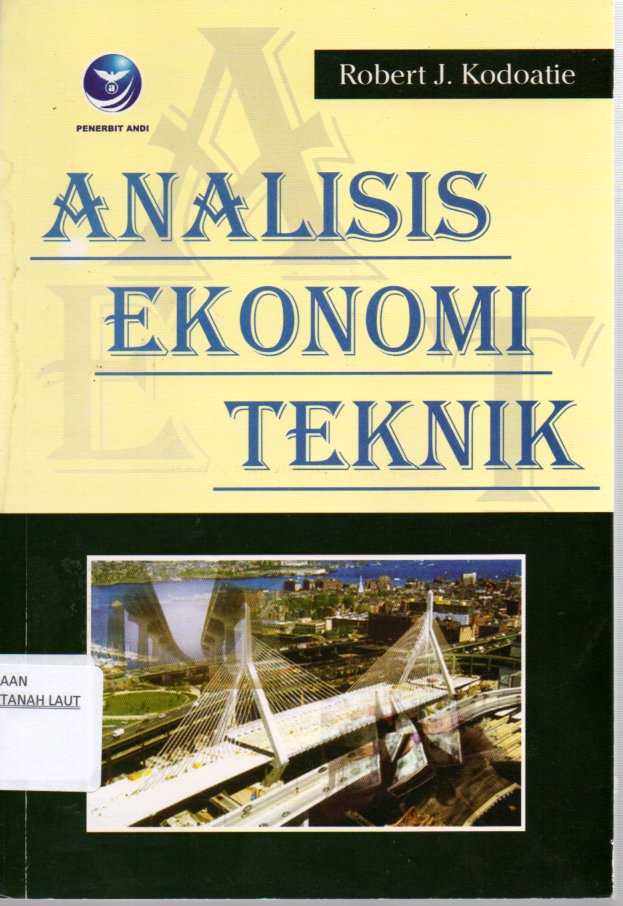 Robert J. Kodoatie
PENERBIT ANDI
ANALISIS
EKONOMI
TEKNIK
AAN
TANAH LAUT